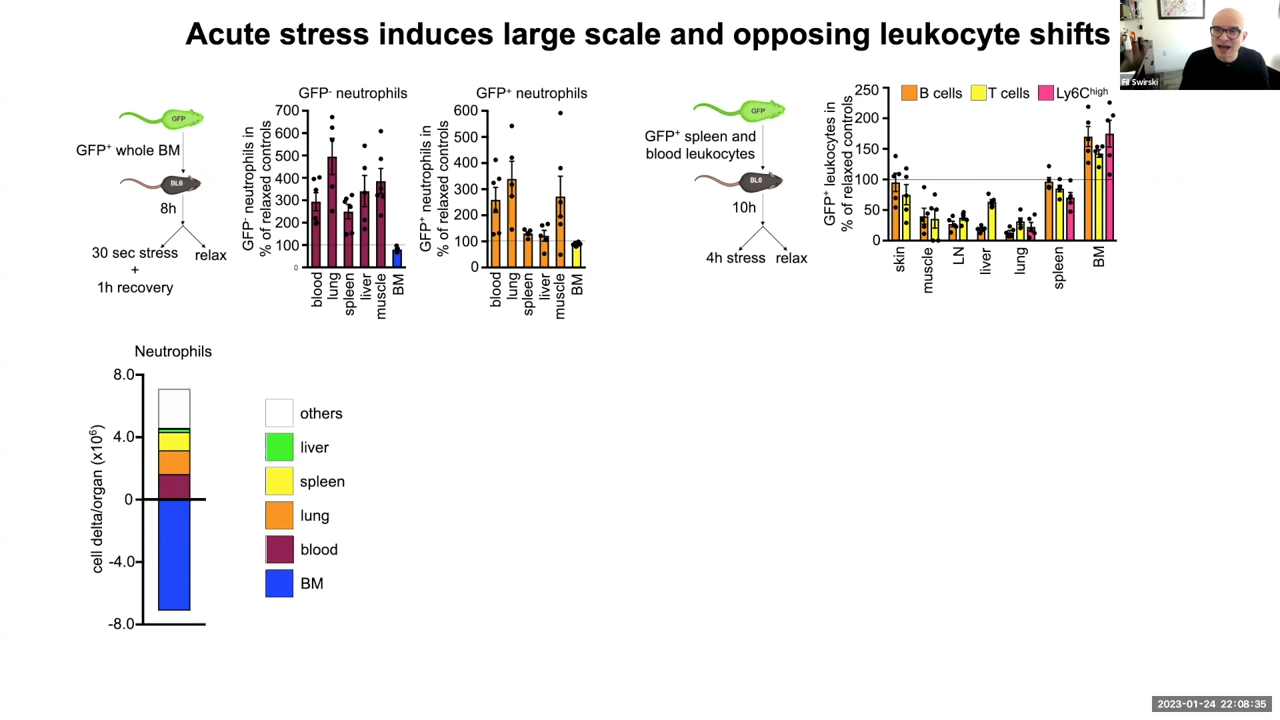 Acute stress induces large scale and opposing leukocyte shifts
Fil Swirski
GFP
GFP⁺ whole BM
BL6
8h
30 sec stress
+
1h recovery
relax
GFP⁻ neutrophils
GFP⁻ neutrophils in
% of relaxed controls
700
600
500
400
300
200
100
0
blood
lung
spleen
liver
muscle
BM
GFP⁺ neutrophils
GFP⁺ neutrophils in
% of relaxed controls
600
500
400
300
200
100
0
blood
lung
spleen
liver
muscle
BM
GFP
GFP⁺ spleen and
blood leukocytes
BL6
10h
4h stress
relax
GFP⁺ leukocytes in
% of relaxed controls
250
200
150
100
50
0
B cells
T cells
Ly6Cʰⁱᵍʰ
skin
muscle
LN
liver
lung
spleen
BM
Neutrophils
cell delta/organ (x10⁶)
8.0
4.0
0
-4.0
-8.0
others
liver
spleen
lung
blood
BM
2023-01-24 22:08:35